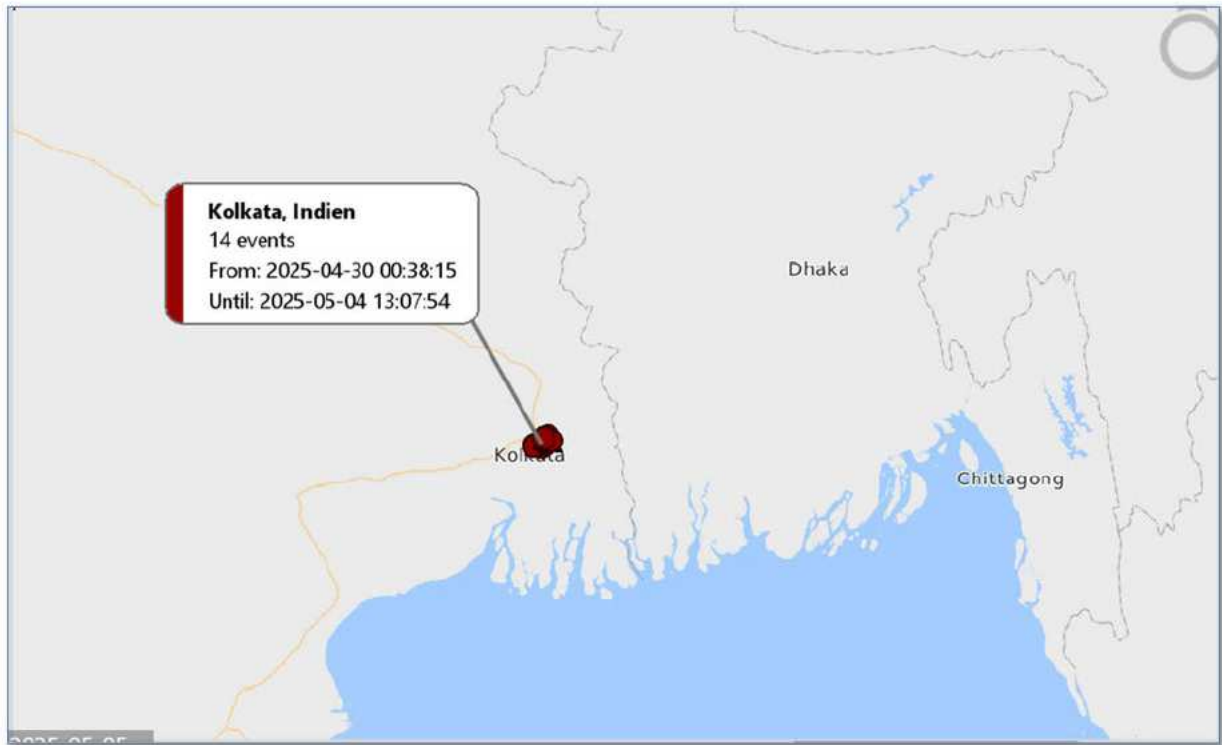 Kolkata, Indien
14 events
From: 2025-04-30 00:38:15
Until: 2025-05-04 13:07:54
Dhaka
Kolkata
Chittagong